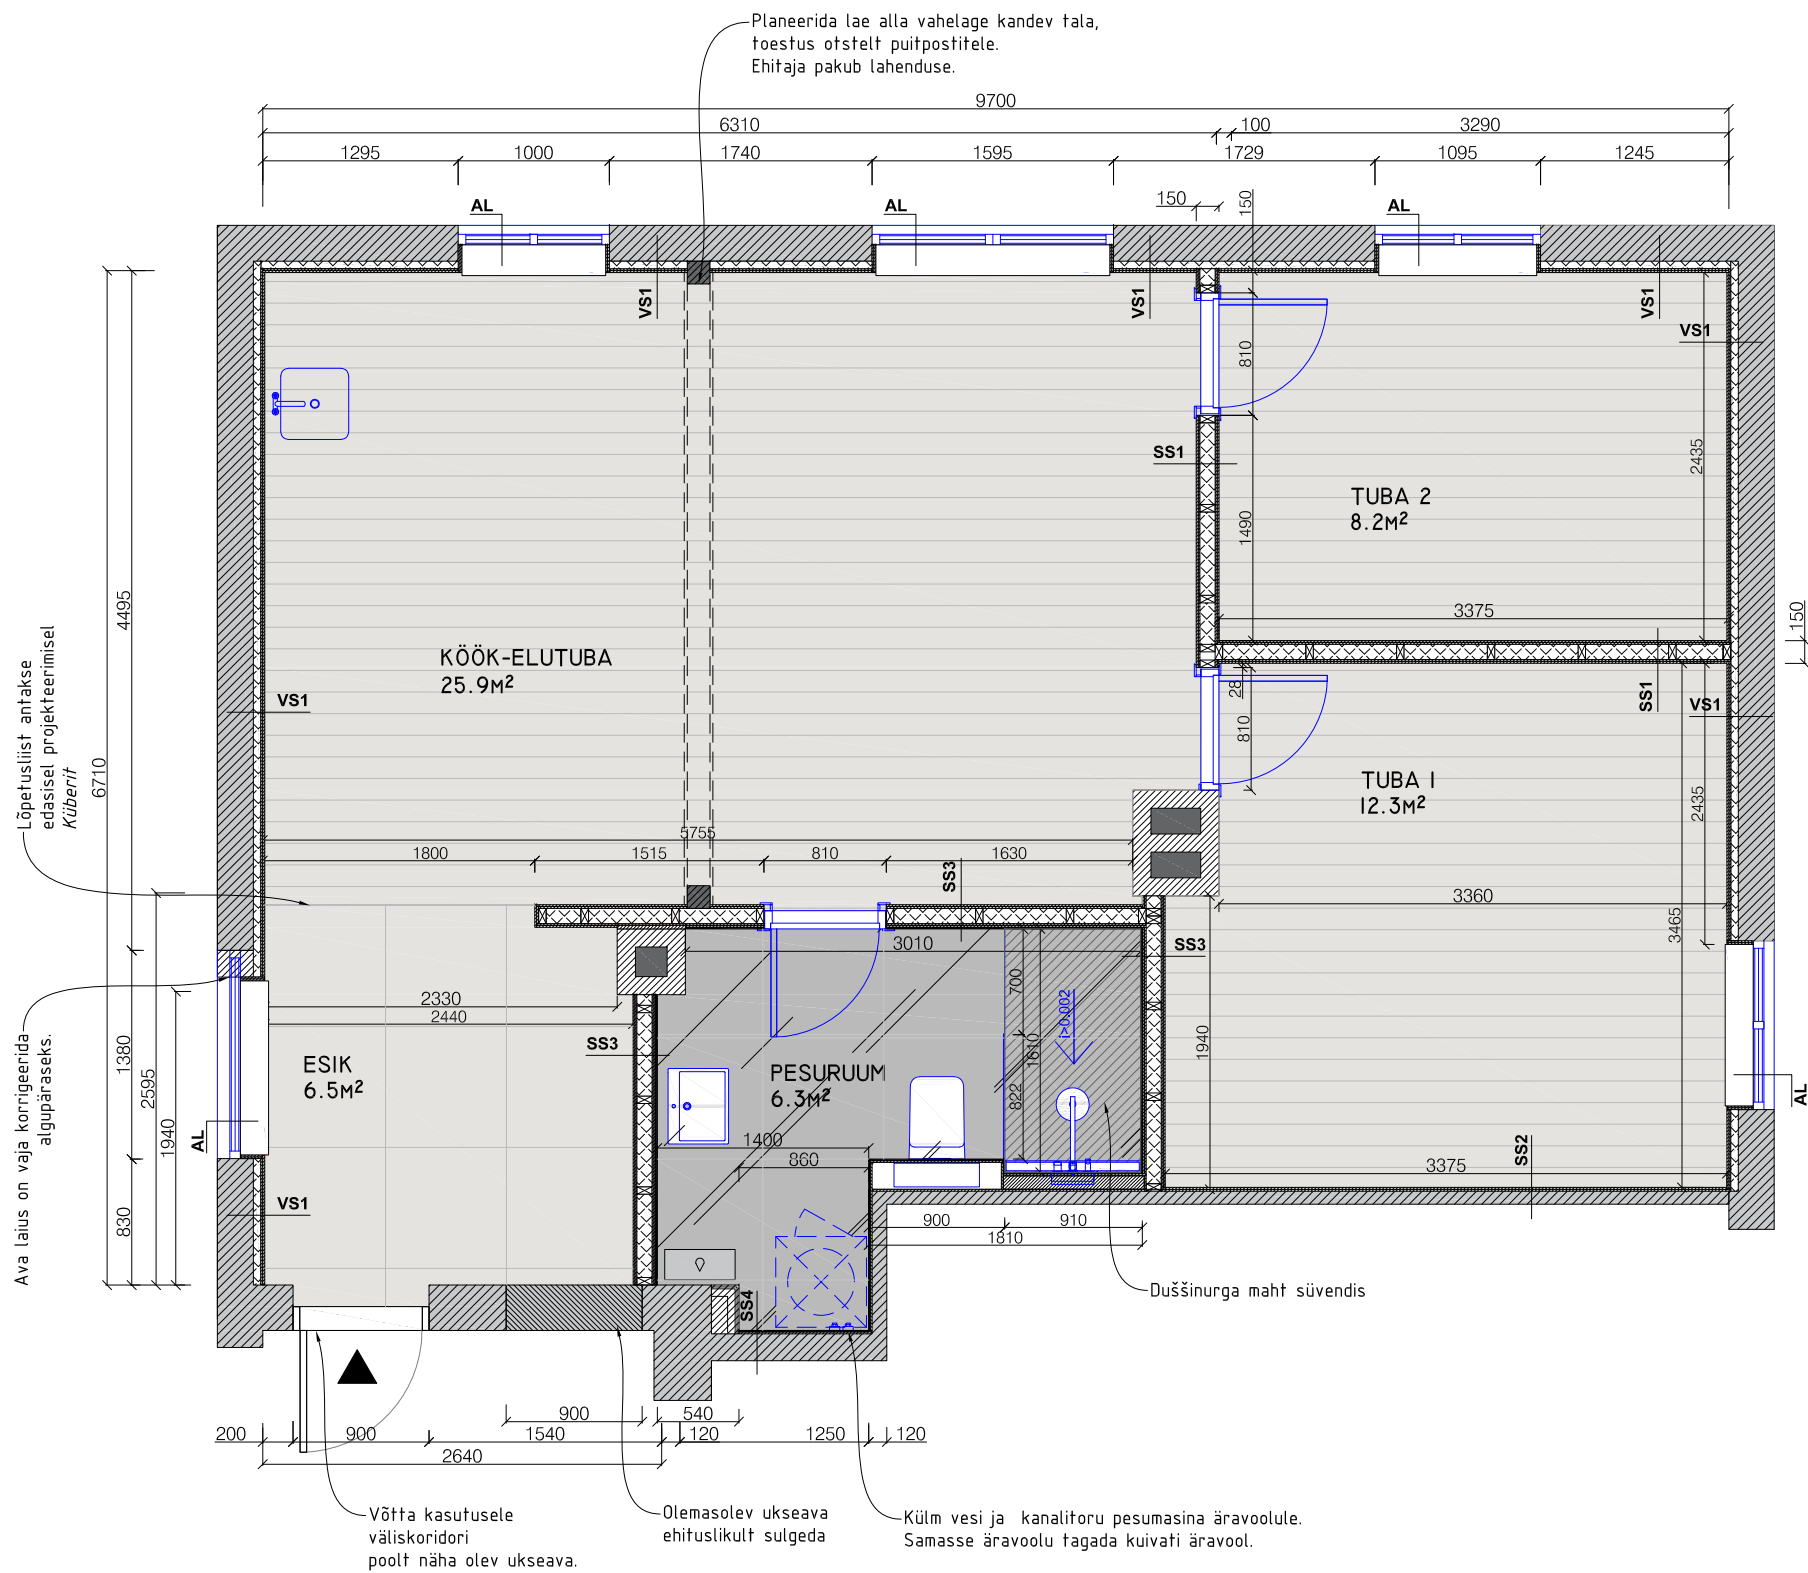 Planeerida lae alla vahelage kandev tala,
toestus otstelt puitpostitele.
Ehitaja pakub lahenduse.
9700
6310
100
3290
1295
1000
1740
1595
1729
1095
1245
AL
AL
150
150
AL
VS1
VS1
VS1
VS1
810
SS1
2435
TUBA 2
8.2M²
1490
3375
150
4495
6710
KÖÖK-ELUTUBA
25.9M²
VS1
Lõpetusliist antakse
edasisel projekteerimisel
Küberit
28
810
SS1
VS1
TUBA 1
12.3M²
2435
5755
1800
1515
810
1630
SS3
3360
3465
3010
SS3
700
i>0.002
1610
822
1940
2330
2440
SS3
ESIK
6.5M²
PESURUUM
6.3M²
1380
2595
1940
830
Ava laius on vaja korrigeerida
algupäraseks.
AL
VS1
1400
860
AL
SS2
3375
900
910
1810
Duššinurga maht süvendis
SS4
900
540
200
900
1540
120
1250
120
2640
Võtta kasutusele
väliskoridori
poolt näha olev ukseava.
Olemasolev ukseava
ehituslikult sulgeda
Külm vesi ja kanalitoru pesumasina äravoolule.
Samasse äravoolu tagada kuivati äravool.